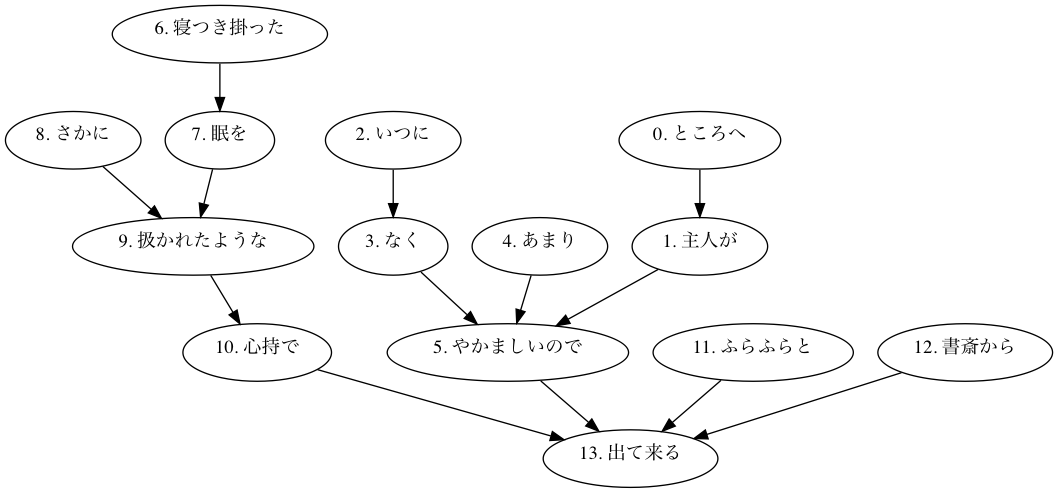 6. 寝つき掛った
8. さかに
7. 眠を
2. いつに
0. ところへ
9. 扱かれたような
3. なく
4. あまり
1. 主人が
10. 心持で
5. やかましいので
11. ふらふらと
12. 書斎から
13. 出て来る